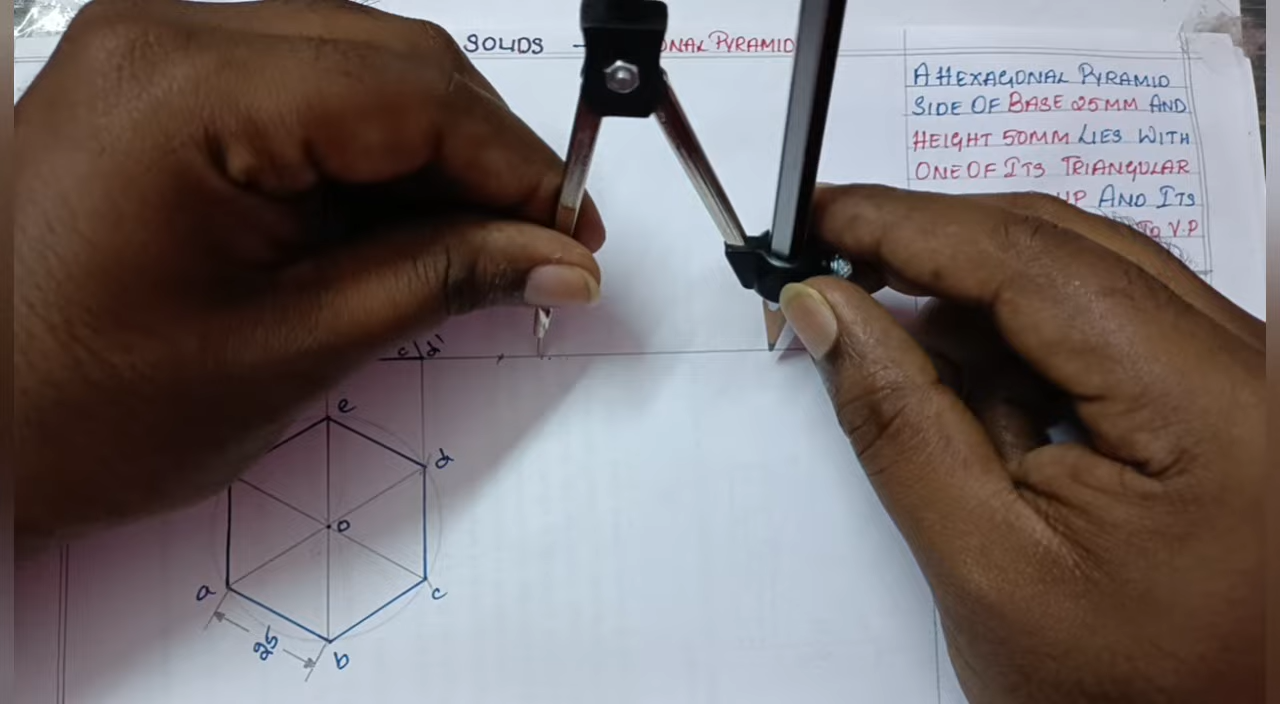 SOLIDS - ONAL PYRAMID
A HEXAGONAL PYRAMID
SIDE OF BASE 25MM AND
HEIGHT 50MM LIES WITH
ONE OF ITS TRIANGULAR
UP AND ITS
TO V.P
c'd'
e
d
o
a
c
25
b